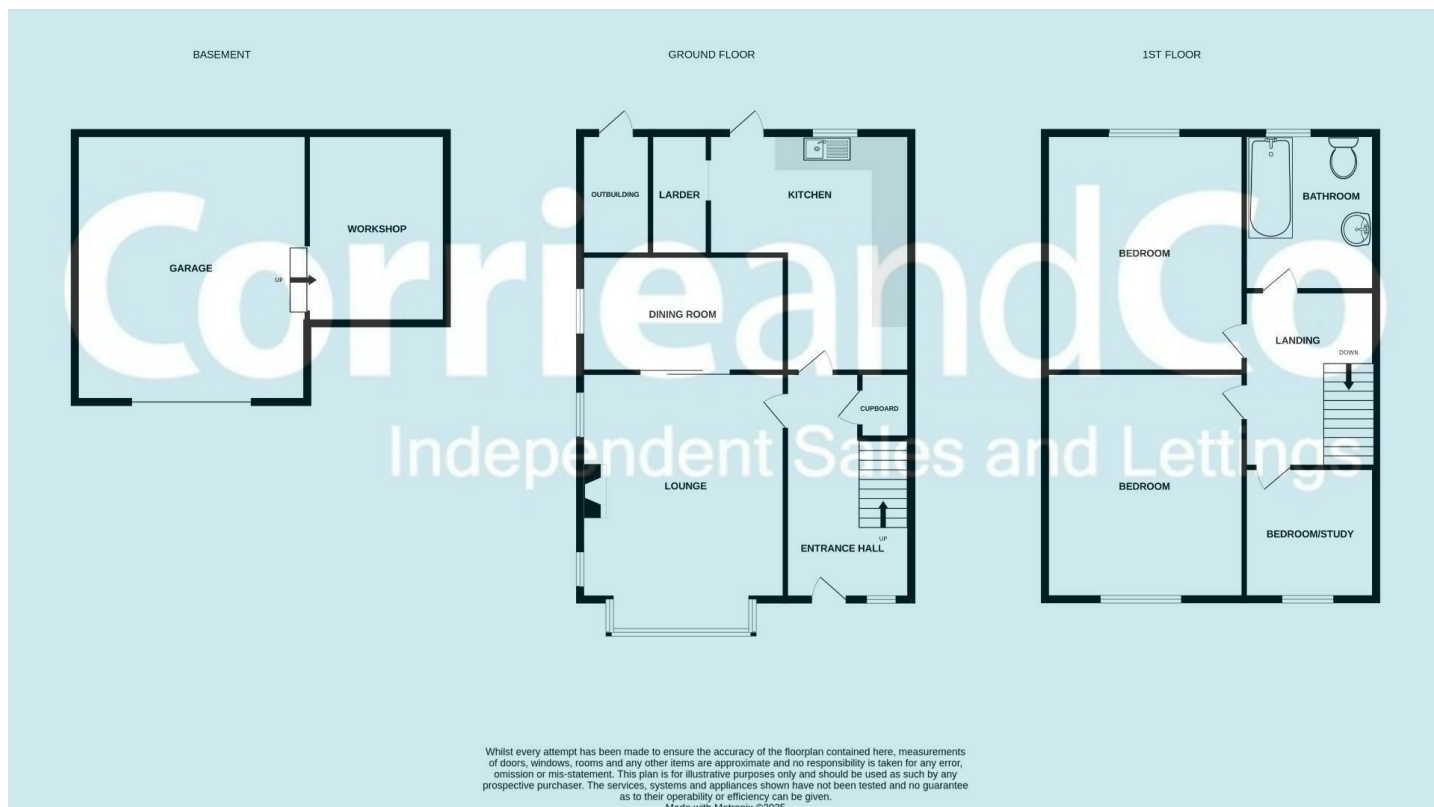 BASEMENT
GROUND FLOOR
1ST FLOOR
GARAGE
UP
WORKSHOP
OUTBUILDING
LARDER
KITCHEN
DINING ROOM
LOUNGE
CUPBOARD
UP
ENTRANCE HALL
BEDROOM
BATHROOM
LANDING
DOWN
BEDROOM
BEDROOM/STUDY
CorrieandCo
Independent Sales and Lettings
Whilst every attempt has been made to ensure the accuracy of the floorplan contained here, measurements
of doors, windows, rooms and any other items are approximate and no responsibility is taken for any error,
omission or mis-statement. This plan is for illustrative purposes only and should be used as such by any
prospective purchaser. The services, systems and appliances shown have not been tested and no guarantee
as to their operability or efficiency can be given.
Made with Metropix ©2025